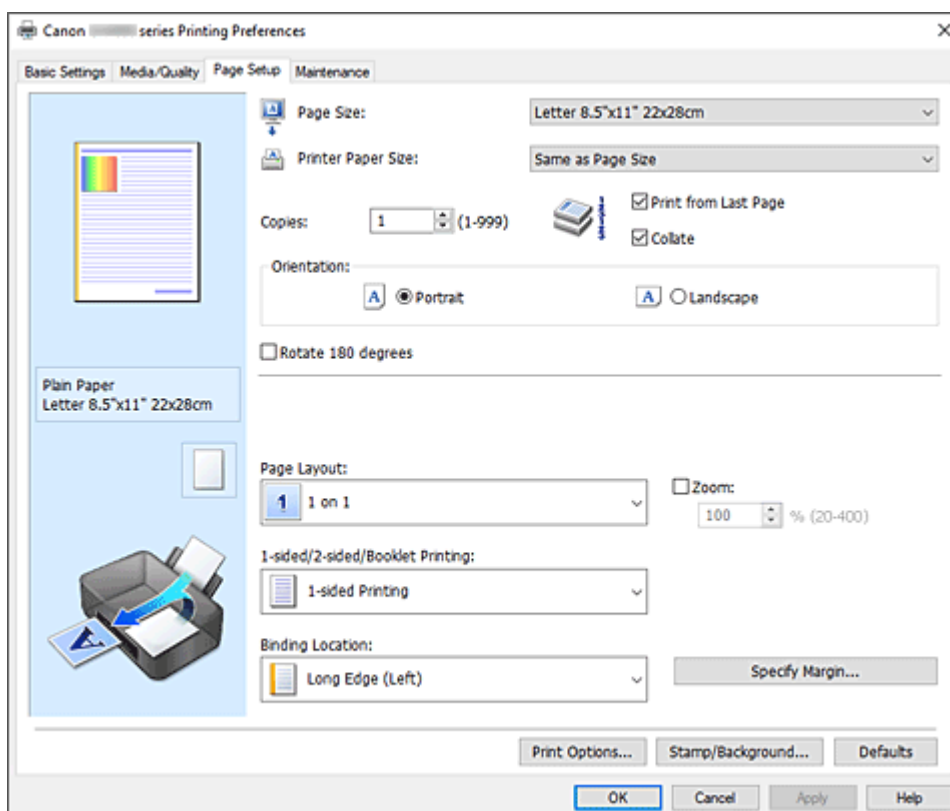 Canon series Printing Preferences
Basic Settings Media/Quality Page Setup Maintenance
Page Size: Letter 8.5"x11" 22x28cm
Printer Paper Size: Same as Page Size
Copies: 1 (1-999)
Print from Last Page
Collate
Orientation:
A Portrait A Landscape
Rotate 180 degrees
Plain Paper
Letter 8.5"x11" 22x28cm
Page Layout:
1 1 on 1
Zoom:
100 % (20-400)
1-sided/2-sided/Booklet Printing:
1-sided Printing
Binding Location:
Long Edge (Left)
Specify Margin...
A
Print Options... Stamp/Background... Defaults
OK Cancel Apply Help